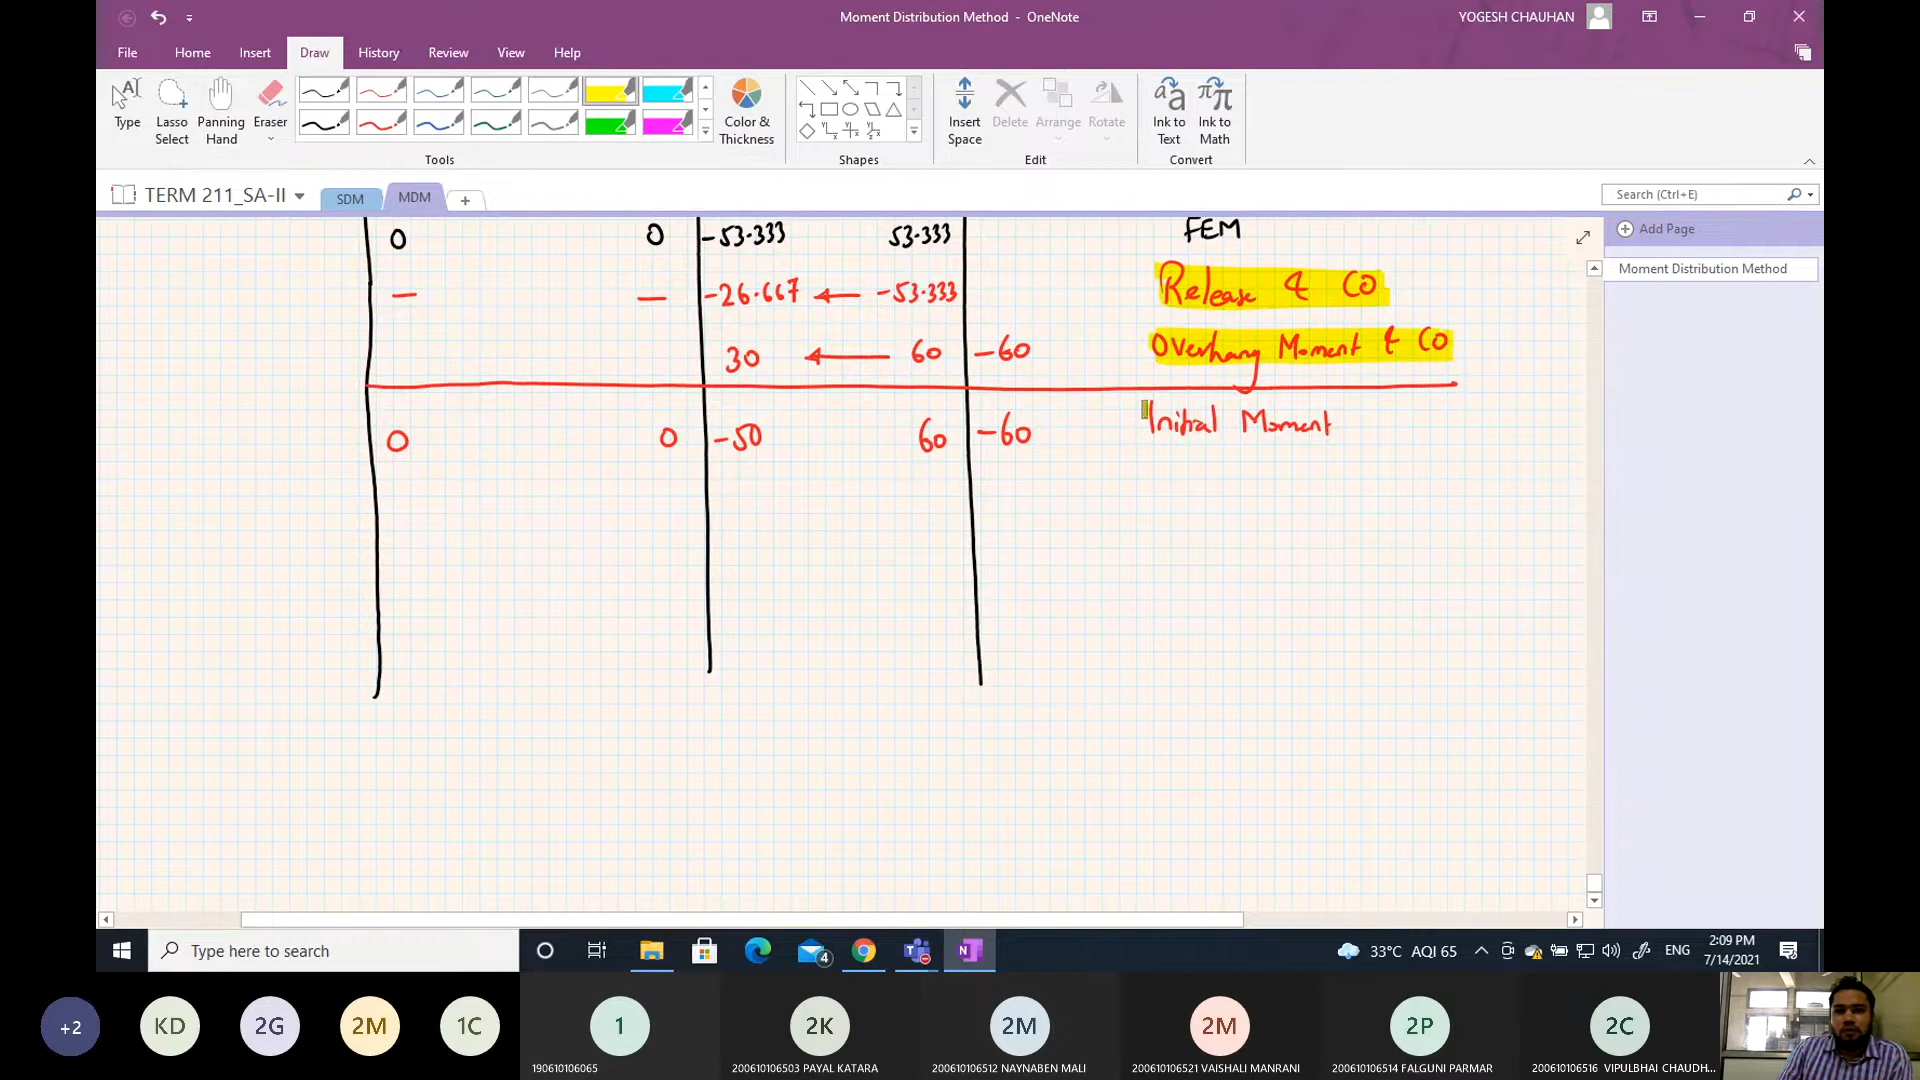 Moment Distribution Method - OneNote
YOGESH CHAUHAN
File Home Insert Draw History Review View Help
Type
Lasso Select
Panning Hand
Eraser
Color & Thickness
Insert Space
Delete
Arrange
Rotate
Ink to Text
Ink to Math
Tools
Shapes
Edit
Convert
TERM 211_SA-II
SDM
MDM
Search (Ctrl+E)
Add Page
Moment Distribution Method
0 0 -53.333 53.333 FEM
- - -26.667 ← -53.333 Release & CO
30 ← 60 -60 Overhang Moment & CO
Initial Moment
0 0 -50 60 -60
Type here to search
4
33°C AQI 65
ENG
2:09 PM
7/14/2021
+2 KD 2G 2M 1C 1 2K 2M 2M 2P 2C
190610106065
200610106503 PAYAL KATARA
200610106512 NAYNABEN MALI
200610106521 VAISHALI MANRANI
200610106514 FALGUNI PARMAR
200610106516 VIPULBHAI CHAUDH...